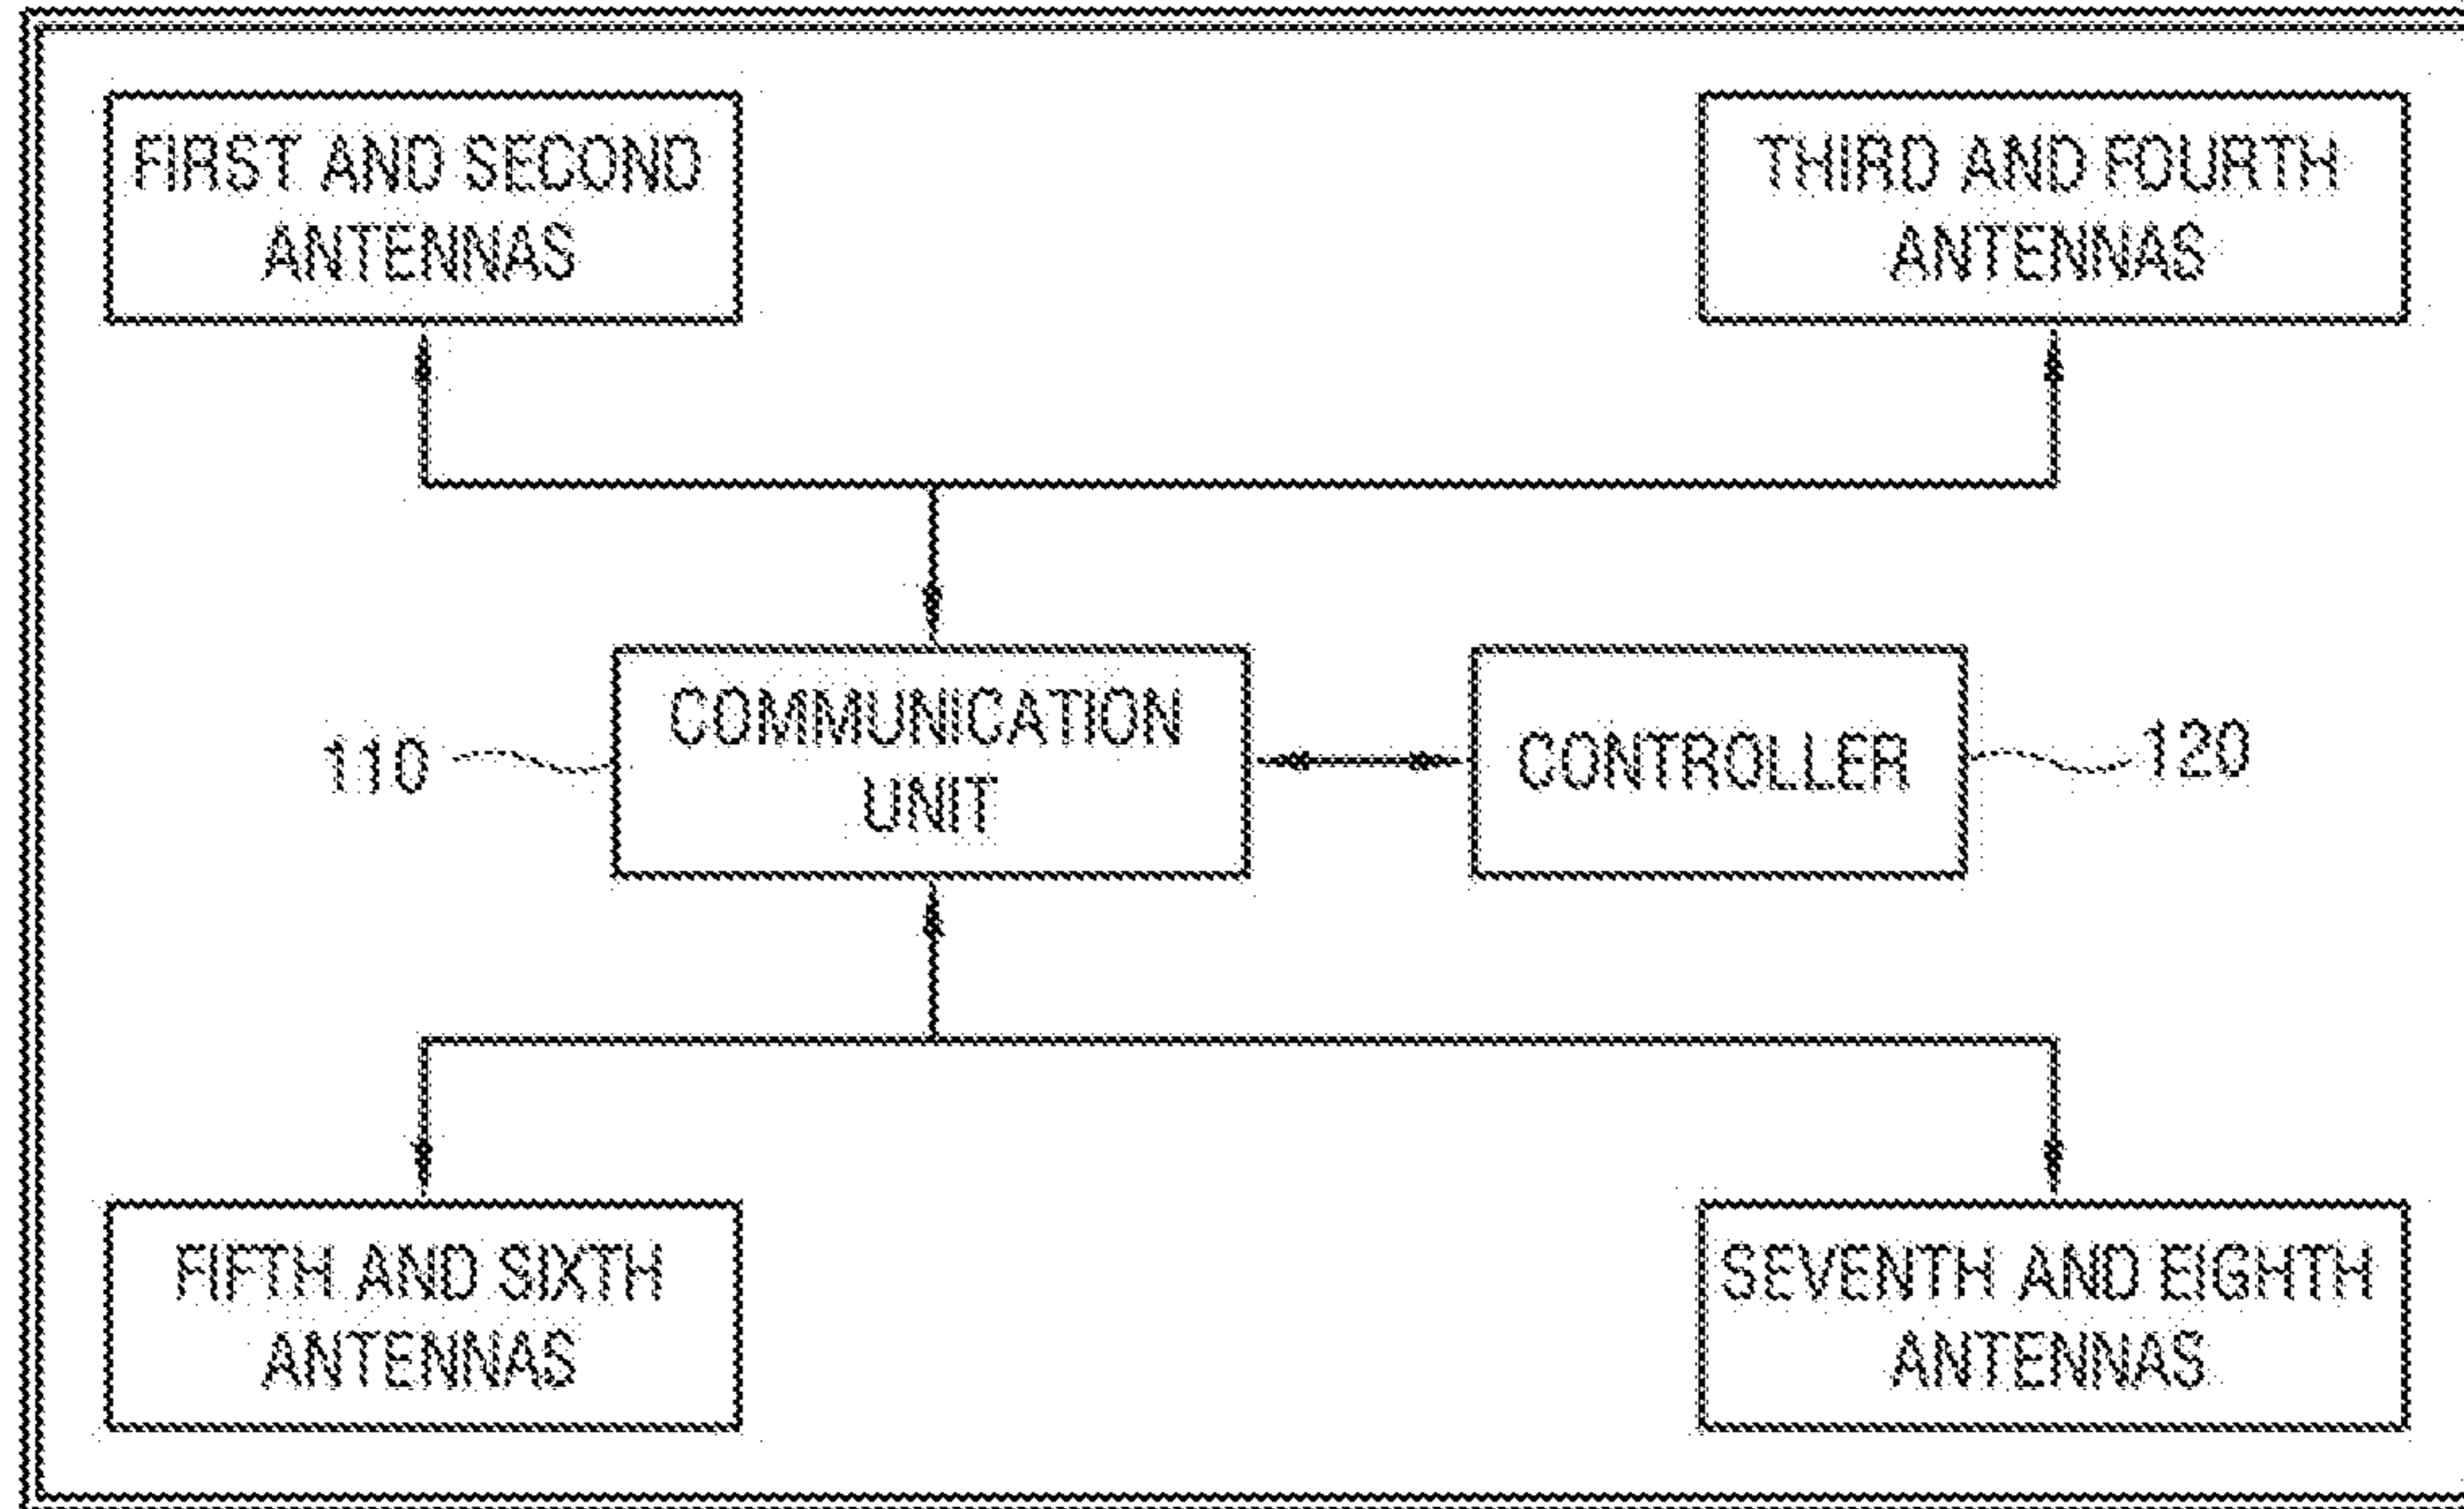 FIRST AND SECOND
ANTENNAS
THIRD AND FOURTH
ANTENNAS
110
COMMUNICATION
UNIT
CONTROLLER
120
FIFTH AND SIXTH
ANTENNAS
SEVENTH AND EIGHTH
ANTENNAS